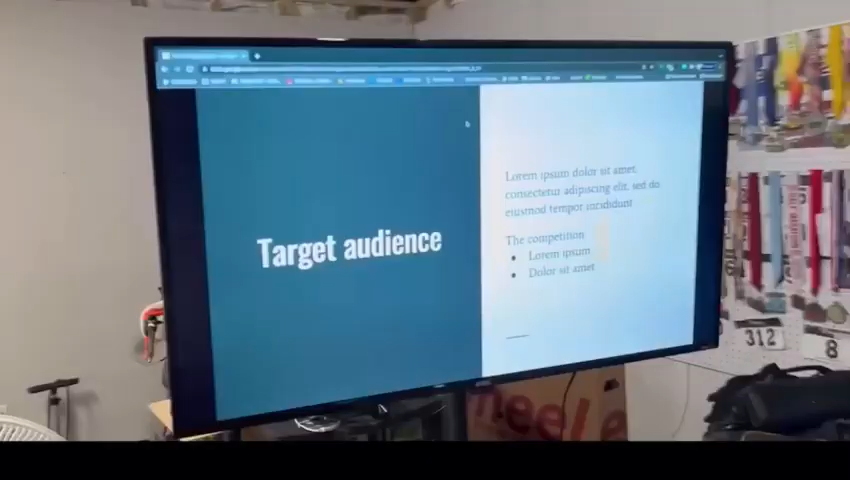 Target audience
Lorem ipsum dolor sit amet,
consectetur adipiscing elit, sed do
eiusmod tempor incididunt
The competition
● Lorem ipsum
● Dolor sit amet
312
8